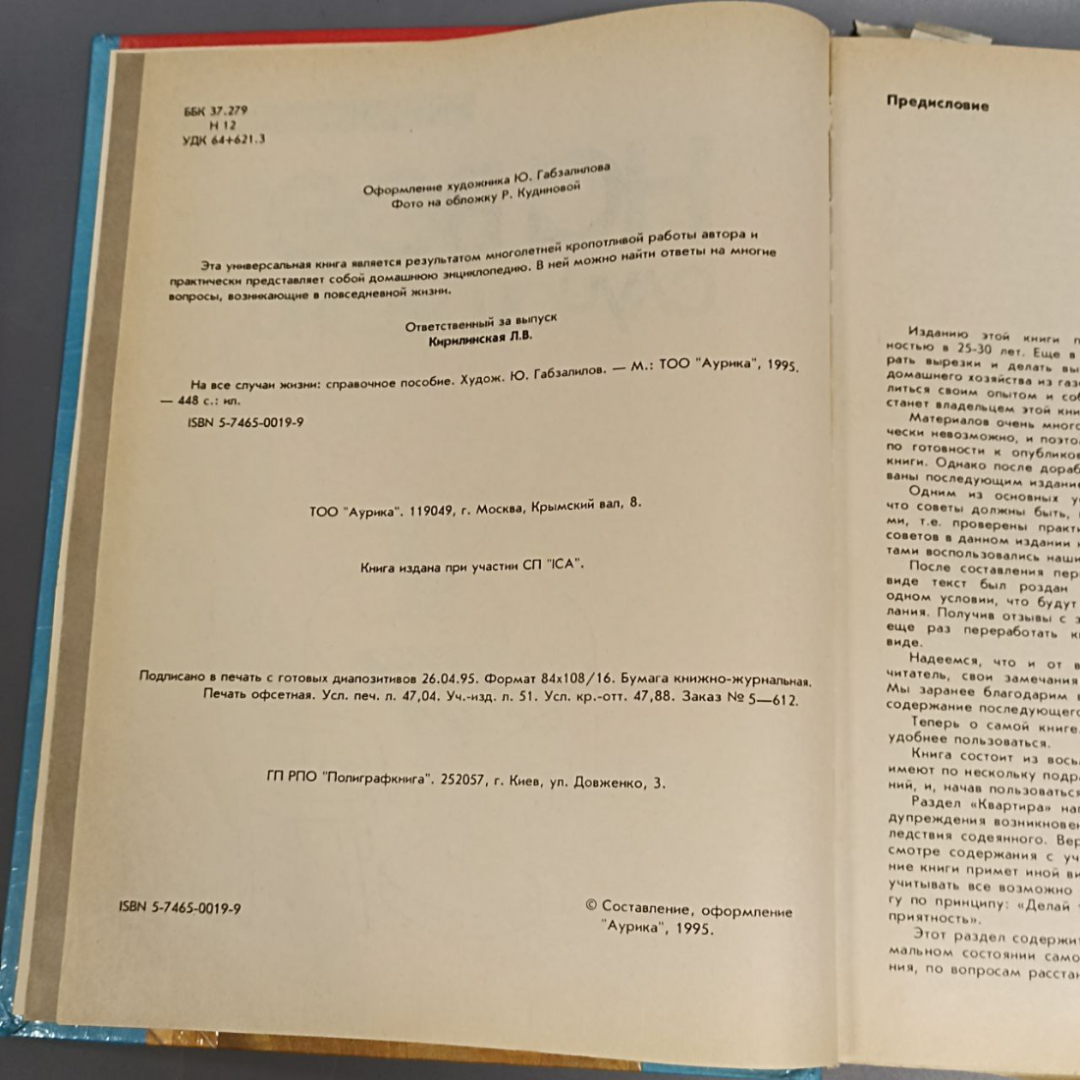 ББК 37.279
Н 12
УДК 64+621.3
Оформление художника Ю. Габзалилова
Фото на обложку Р. Кудиновой
Эта универсальная книга является результатом многолетней кропотливой работы автора и
практически представляет собой домашнюю энциклопедию. В ней можно найти ответы на многие
вопросы, возникающие в повседневной жизни.
Ответственный за выпуск
Кирилинская Л.В.
На все случаи жизни: справочное пособие. Худож. Ю. Габзалилов. — М.: ТОО "Аурика", 1995.
— 448 с.: ил.
ISBN 5-7465-0019-9
ТОО "Аурика". 119049, г. Москва, Крымский вал, 8.
Книга издана при участии СП "ICA".
Подписано в печать с готовых диапозитивов 26.04.95. Формат 84x108/16. Бумага книжно-журнальная.
Печать офсетная. Усл. печ. л. 47,04. Уч.-изд. л. 51. Усл. кр.-отт. 47,88. Заказ № 5—612.
ГП РПО "Полиграфкнига". 252057, г. Киев, ул. Довженко, 3.
ISBN 5-7465-0019-9
© Составление, оформление
"Аурика", 1995.
Предисловие
Изданию этой книги
ностью в 25-30 лет. Еще в
рать вырезки и делать
домашнего хозяйства из
литься своим опытом и
станет владельцем этой
Материалов очень
чески невозможно, и
по готовности к
книги. Однако после
ваны последующим
Одним из основных
что советы должны быть,
ми, т.е. проверены
советов в данном издании
тами воспользовались
После составления
виде текст был роздан
одном условии, что будут
лания. Получив отзывы с
еще раз переработать
виде.
Надеемся, что и от
читатель, свои замечания
Мы заранее благодарим
содержание последующего
Теперь о самой книге.
удобнее пользоваться.
Книга состоит из
имеют по нескольку
ний, и, начав пользоваться
Раздел «Квартира»
дупреждения
ледствия содеянного.
смотре содержания с
ние книги примет иной
учитывать все возможно
гу по принципу: «Делай
приятность».
Этот раздел
мальном состоянии
ния, по вопросам